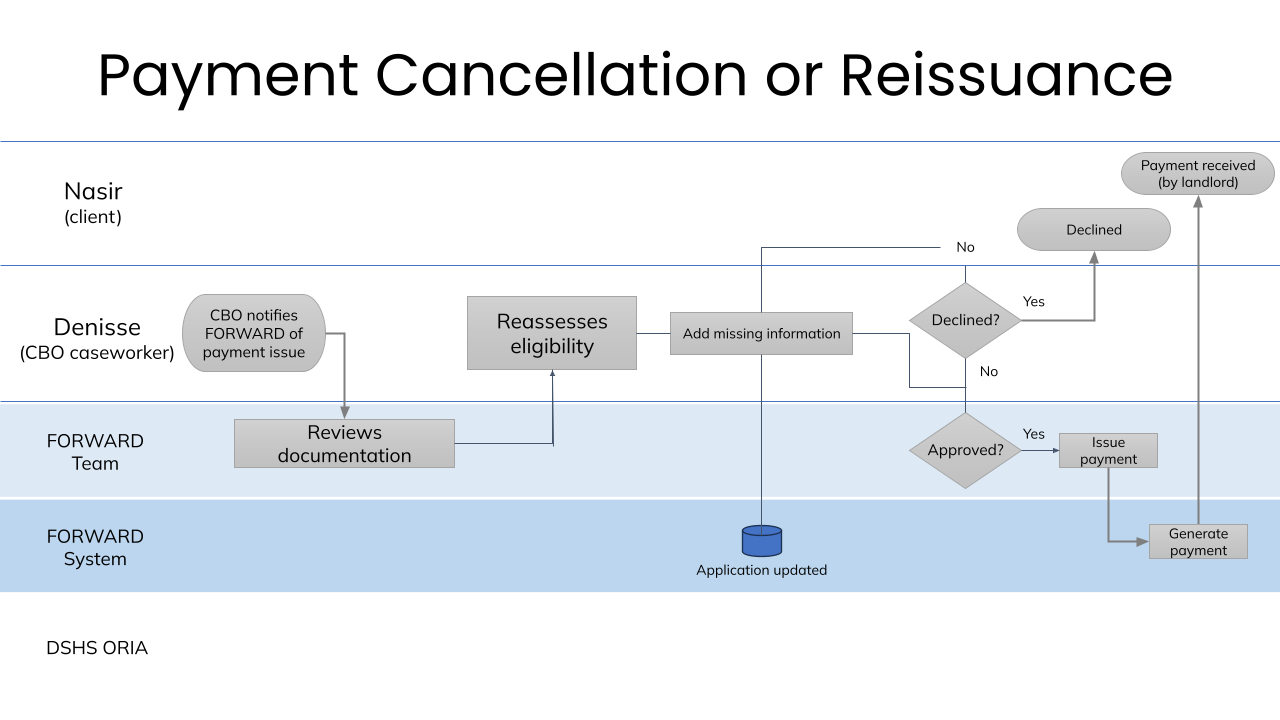 Payment Cancellation or Reissuance
Nasir
(client)
Payment received
(by landlord)
Declined
No
Denisse
(CBO caseworker)
CBO notifies
FORWARD of
payment issue
Reassesses
eligibility
Add missing information
Declined?
Yes
No
FORWARD
Team
Reviews
documentation
Approved?
Yes
Issue
payment
FORWARD
System
Application updated
Generate
payment
DSHS ORIA